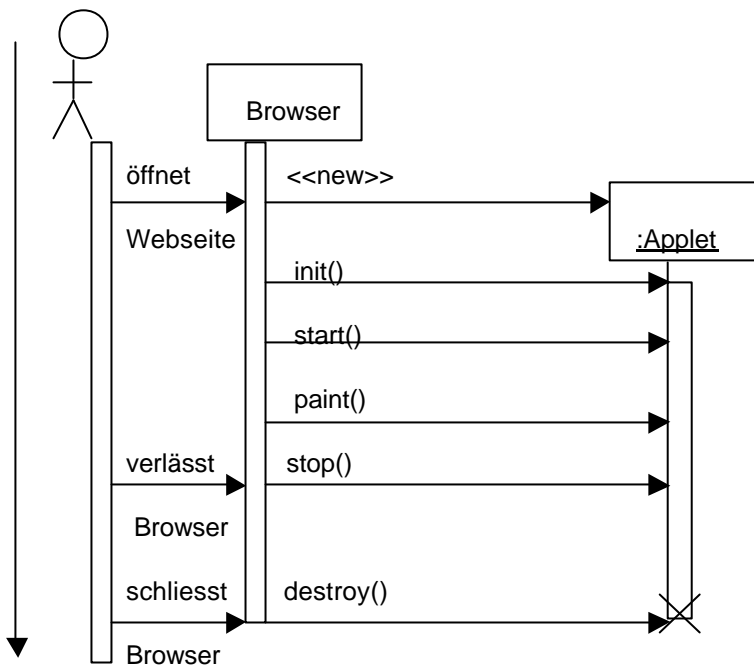 Browser
öffnet
<<new>>
Webseite
:Applet
init()
start()
paint()
verlässt
stop()
Browser
schliesst
destroy()
Browser